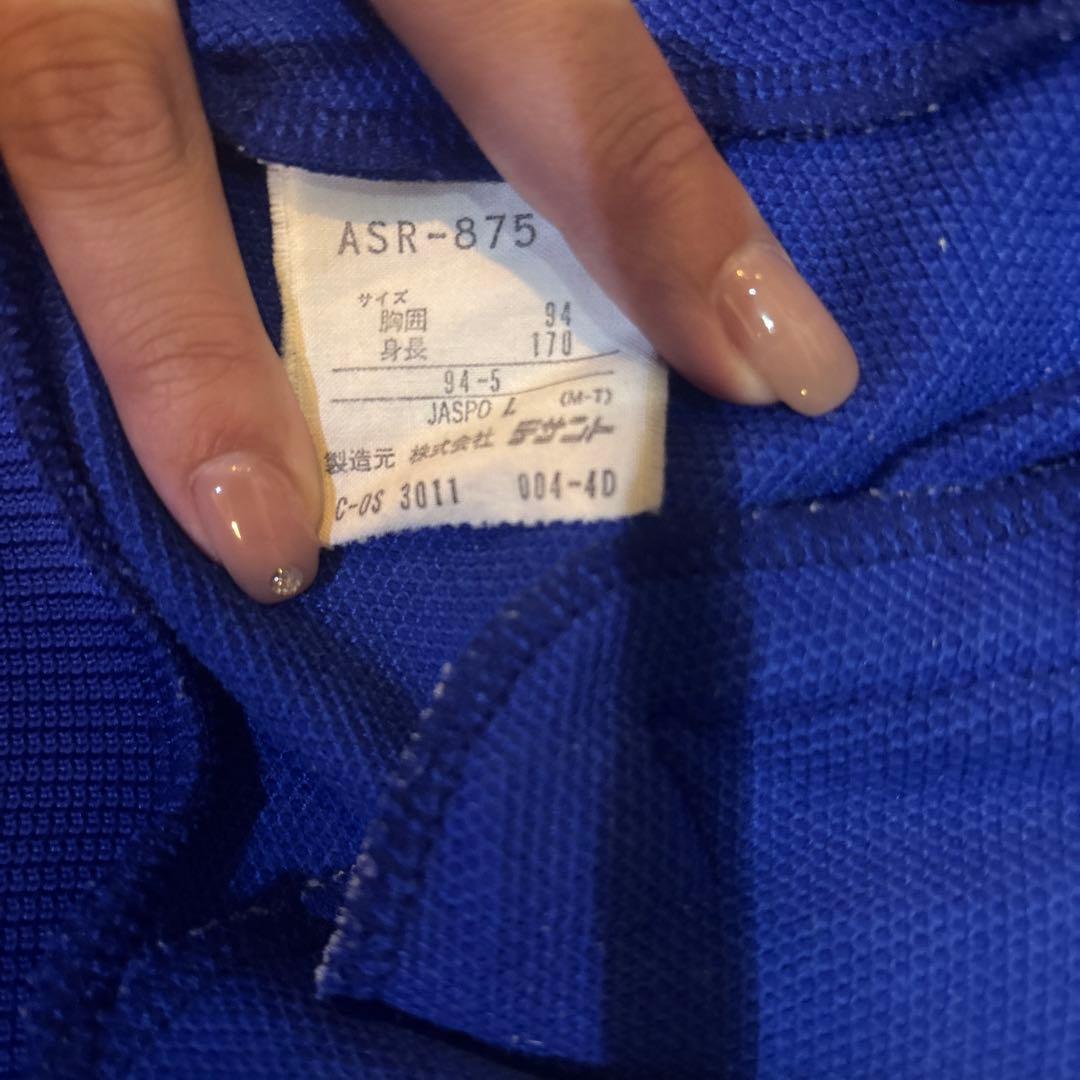 ASR-875
サイズ
胸囲 94
身長 170
94-5
JASPO L (M-T)
製造元 株式会社 デサント
C-OS 3011 004-4D